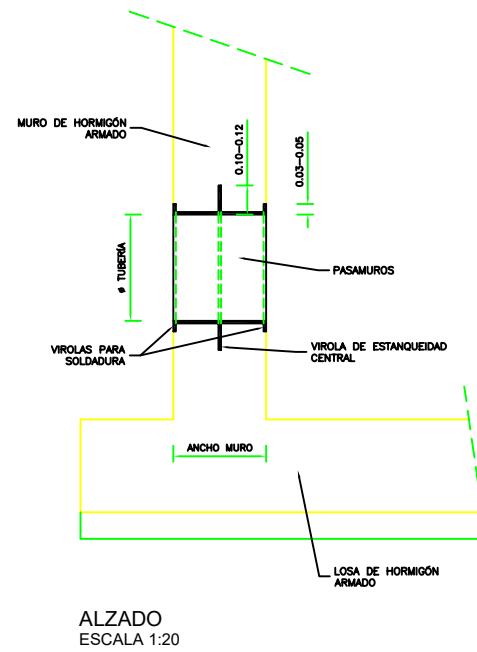 MURO DE HORMIGÓN
ARMADO
0.10-0.12
0.03-0.05
ø TUBERÍA
PASAMUROS
VIROLAS PARA
SOLDADURA
VIROLA DE ESTANQUEIDAD
CENTRAL
ANCHO MURO
LOSA DE HORMIGÓN
ARMADO
ALZADO
ESCALA 1:20